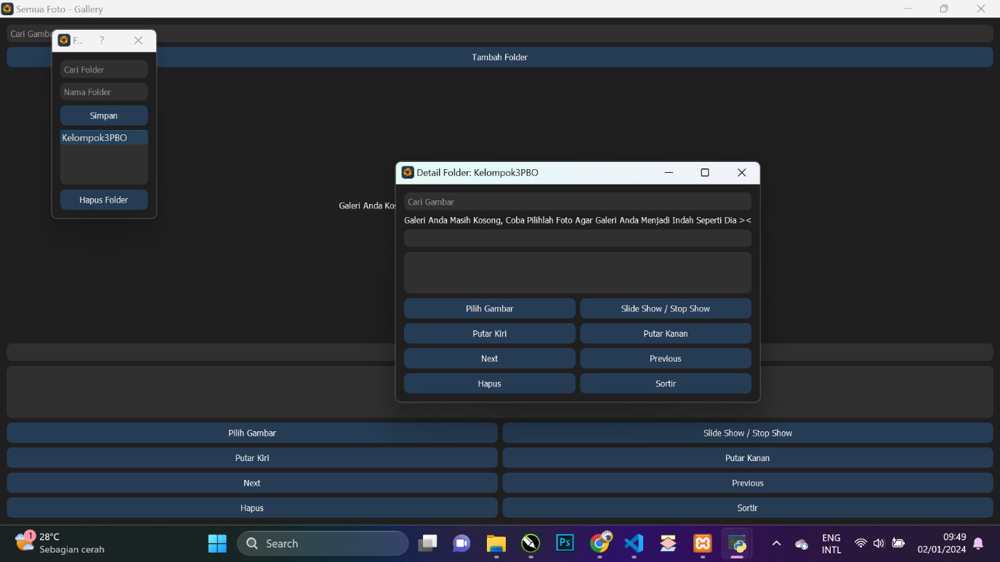 Semua Foto - Gallery
Cari Gamba
Tambah Folder
F...
?
Cari Folder
Nama Folder
Simpan
Kelompok3PBO
Hapus Folder
Galeri Anda Kos
Detail Folder: Kelompok3PBO
Cari Gambar
Galeri Anda Masih Kosong, Coba Pilihlah Foto Agar Galeri Anda Menjadi Indah Seperti Dia ><
Pilih Gambar
Slide Show / Stop Show
Putar Kiri
Putar Kanan
Next
Previous
Hapus
Sortir
Pilih Gambar
Slide Show / Stop Show
Putar Kiri
Putar Kanan
Next
Previous
Hapus
Sortir
1
28°C
Sebagian cerah
Search
Ps
ENG
INTL
09:49
02/01/2024